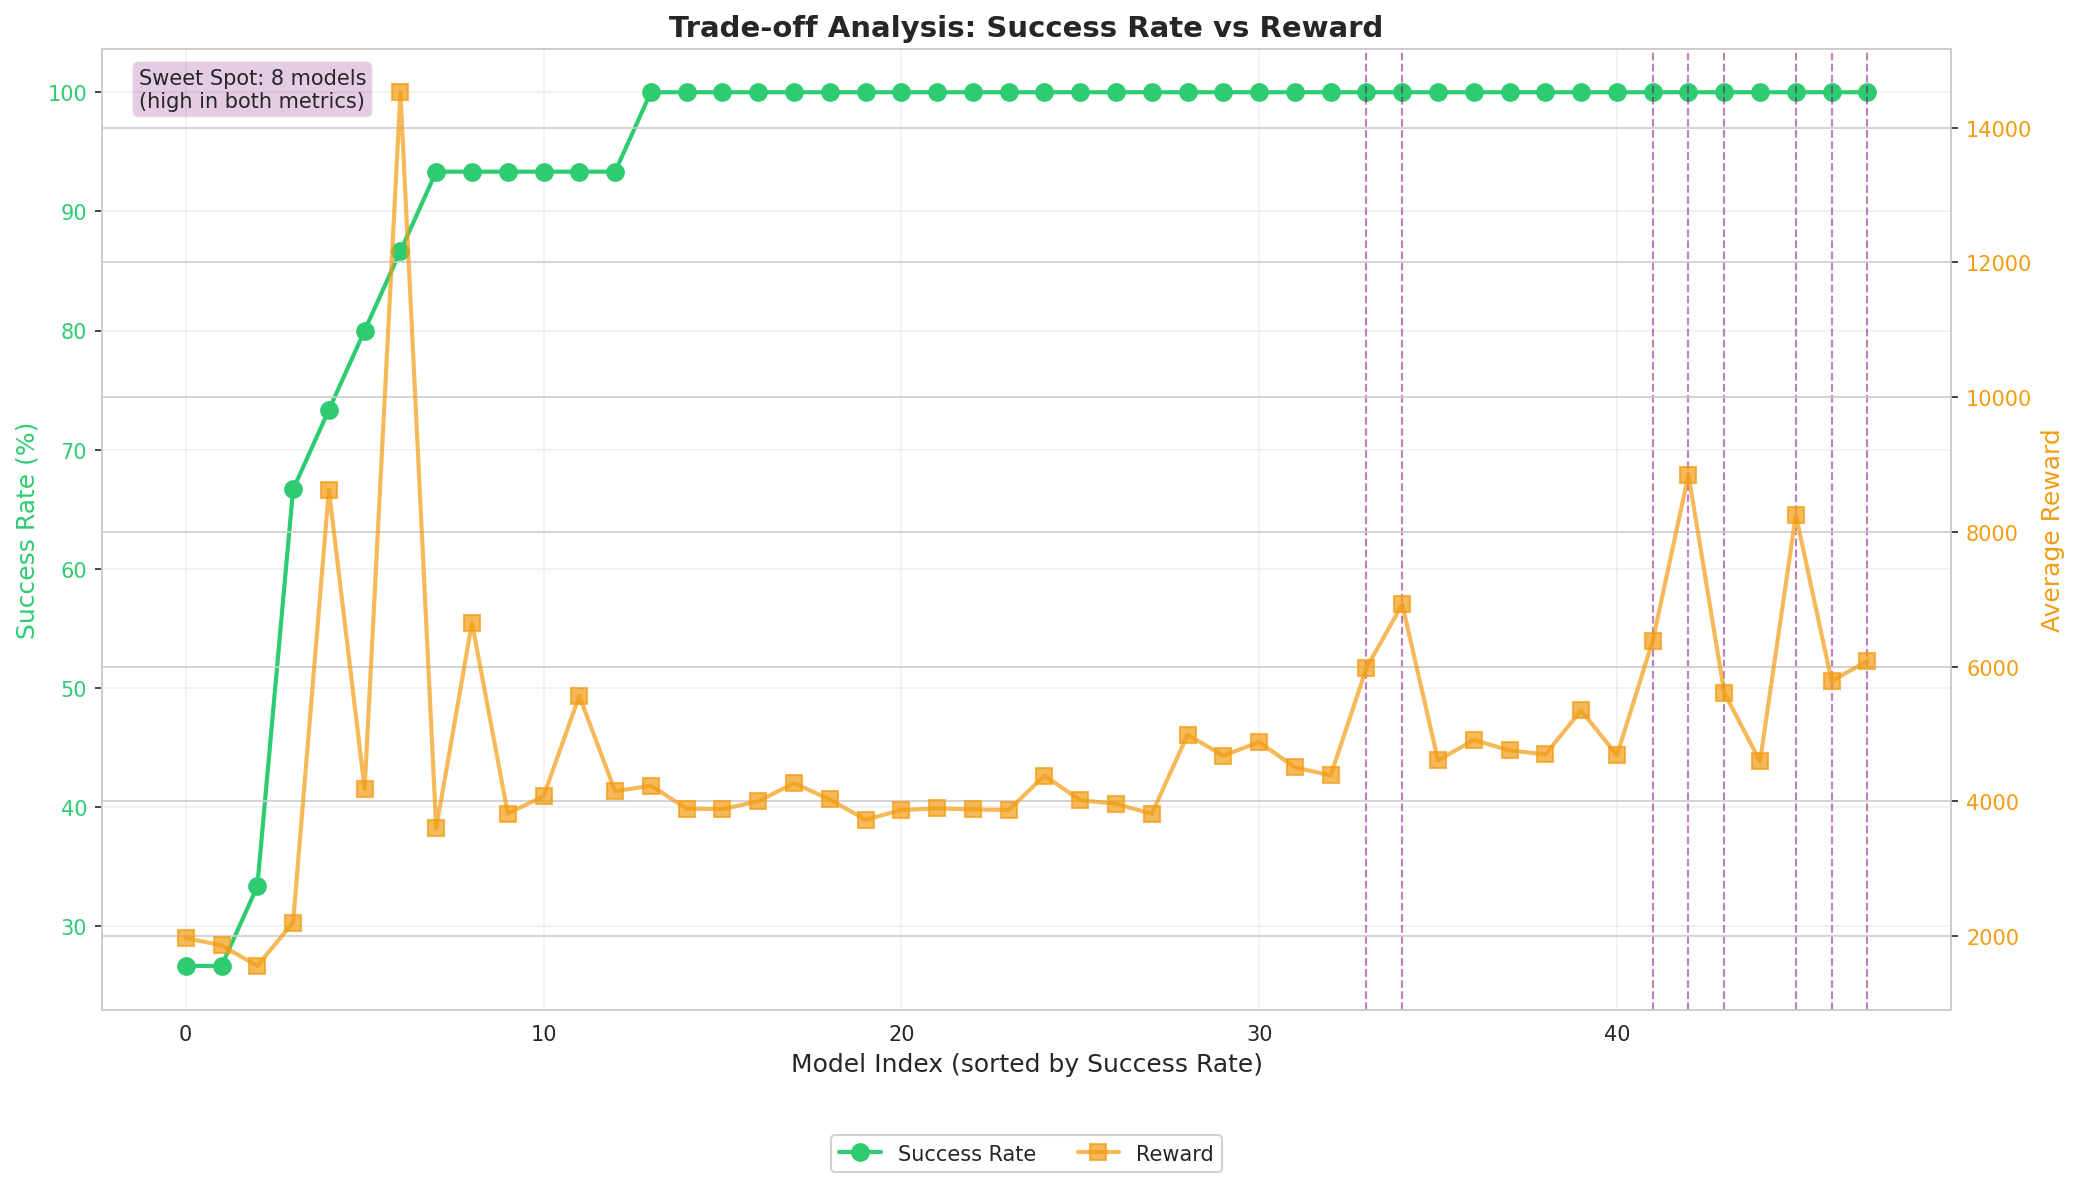 Trade-off Analysis: Success Rate vs Reward
Sweet Spot: 8 models
(high in both metrics)
Success Rate (%)
100
90
80
70
60
50
40
30
14000
12000
10000
8000
6000
4000
2000
Average Reward
0 10 20 30 40
Model Index (sorted by Success Rate)
Success Rate Reward